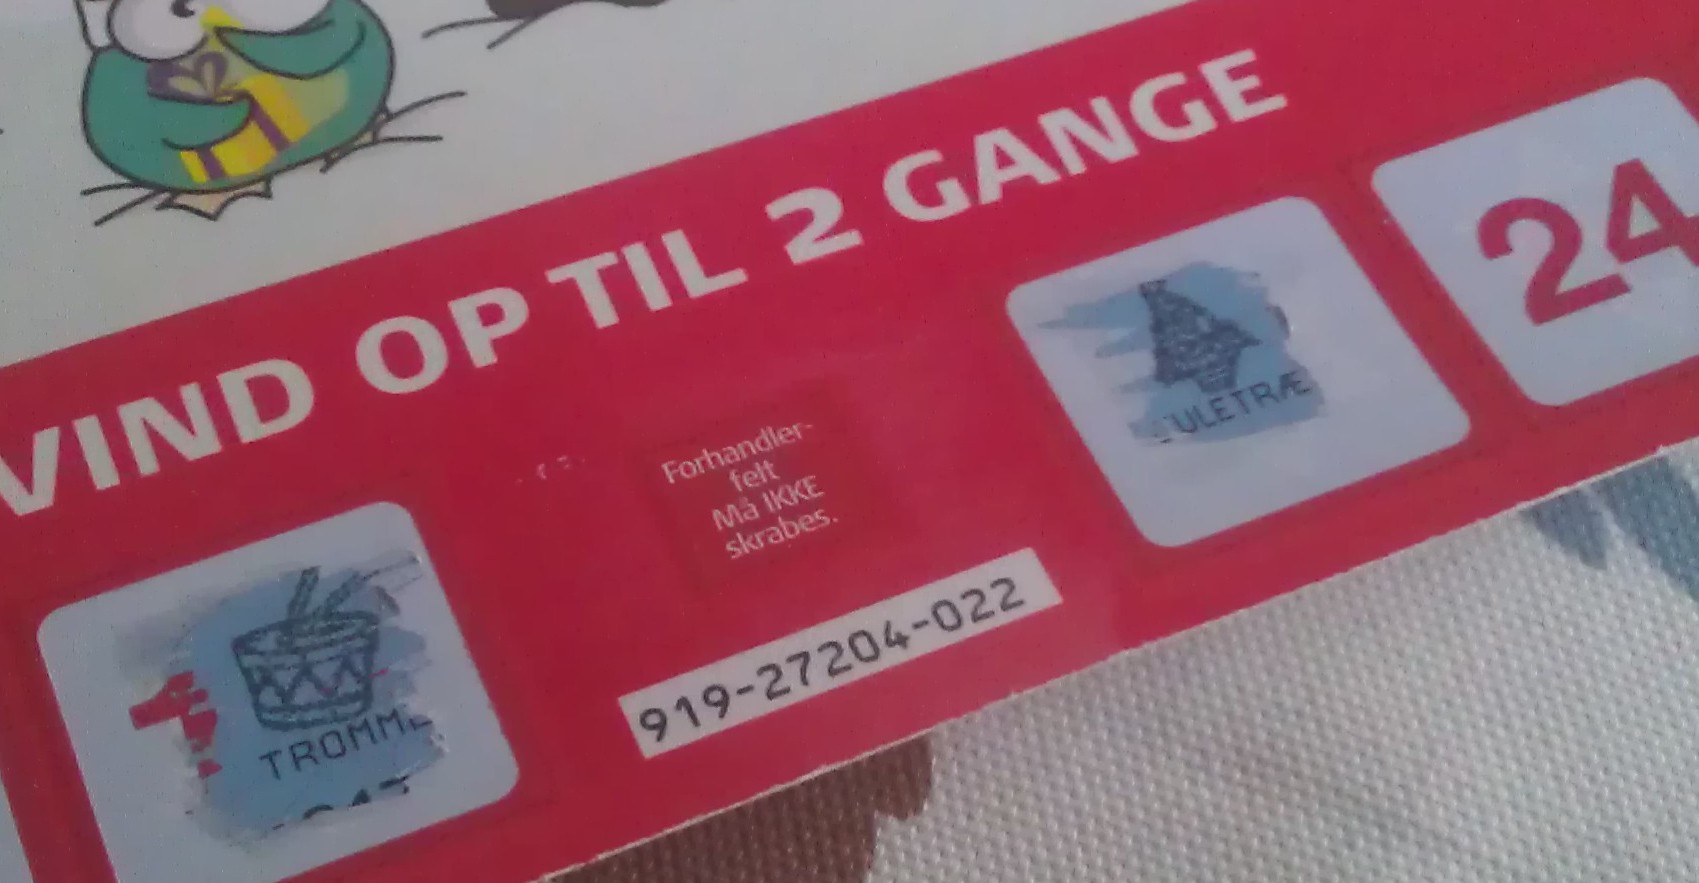 VIND OP TIL 2 GANGE
24
ULETRÆ
Forhandler-
felt
Må IKKE
skrabes.
919-27204-022
TROMME